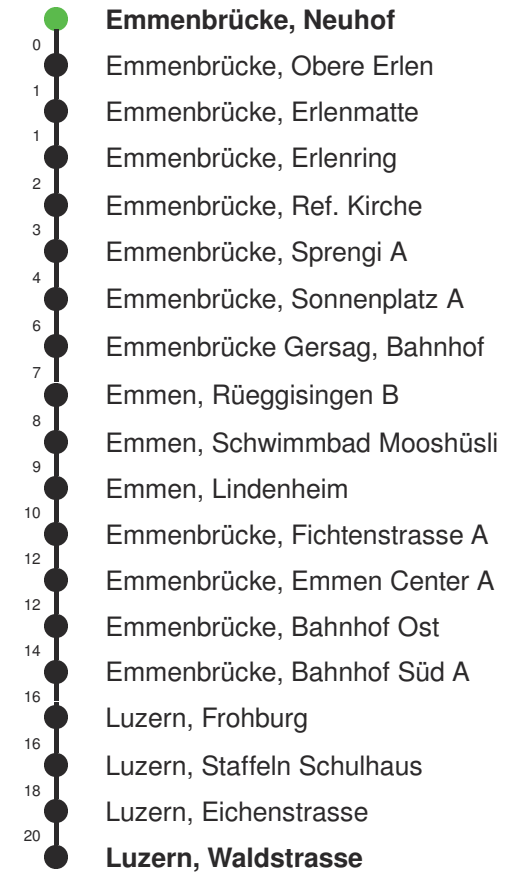 Emmenbrücke, Neuhof
0
Emmenbrücke, Obere Erlen
1
Emmenbrücke, Erlenmatte
1
Emmenbrücke, Erlenring
2
Emmenbrücke, Ref. Kirche
3
Emmenbrücke, Sprengi A
4
Emmenbrücke, Sonnenplatz A
6
Emmenbrücke Gersag, Bahnhof
7
Emmen, Rüeggisingen B
8
Emmen, Schwimmbad Mooshüsli
9
Emmen, Lindenheim
10
Emmenbrücke, Fichtenstrasse A
12
Emmenbrücke, Emmen Center A
12
Emmenbrücke, Bahnhof Ost
14
Emmenbrücke, Bahnhof Süd A
16
Luzern, Frohburg
16
Luzern, Staffeln Schulhaus
18
Luzern, Eichenstrasse
20
Luzern, Waldstrasse